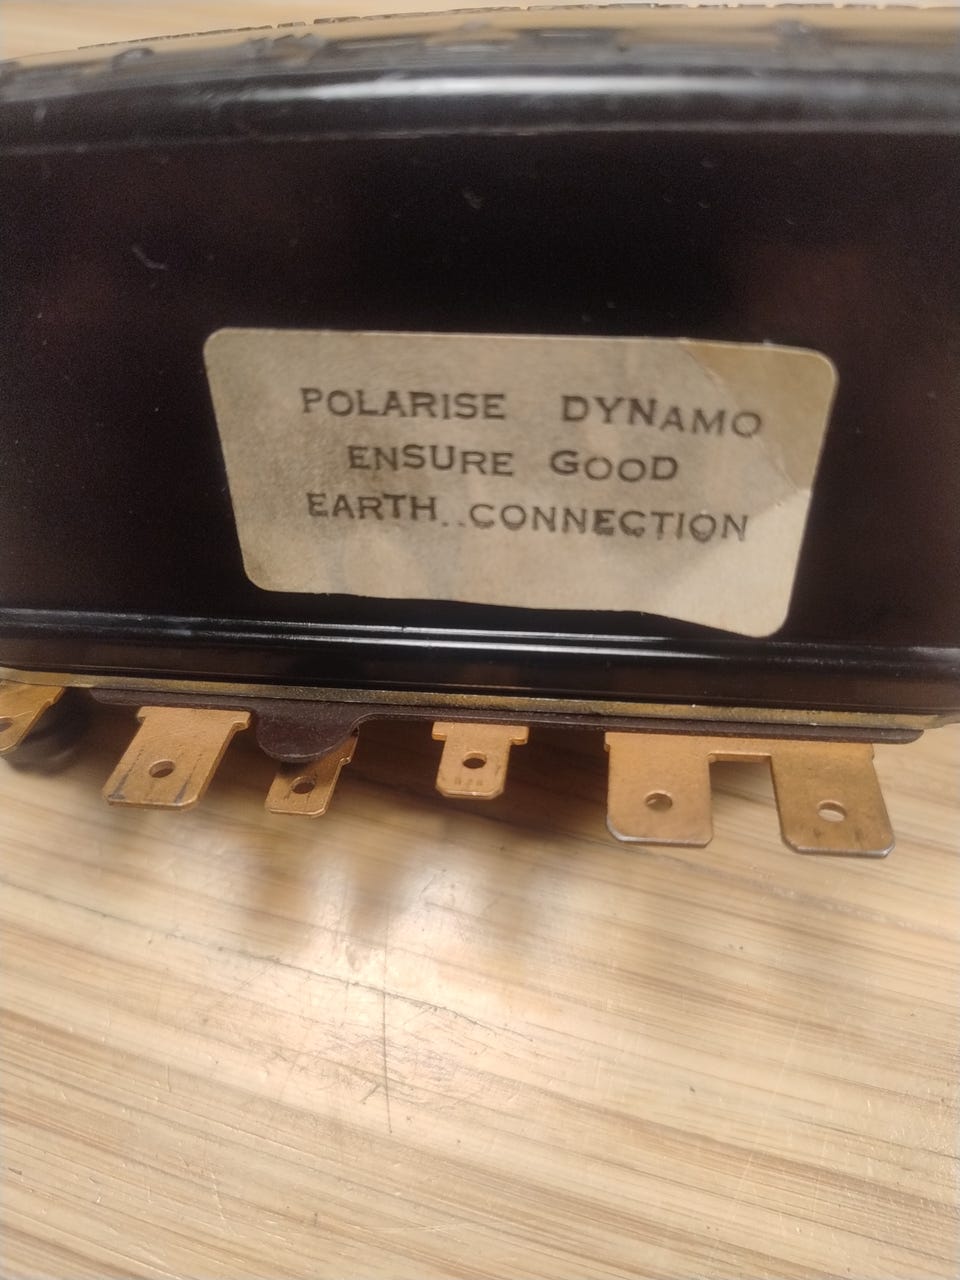 POLARISE DYNAMO
ENSURE GOOD
EARTH..CONNECTION